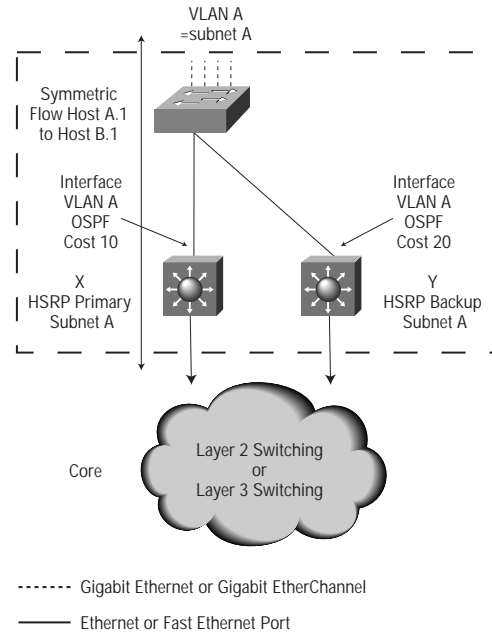 VLAN A
=subnet A
Symmetric
Flow Host A.1
to Host B.1
Interface
VLAN A
OSPF
Cost 10
Interface
VLAN A
OSPF
Cost 20
X
HSRP Primary
Subnet A
Y
HSRP Backup
Subnet A
Core
Layer 2 Switching
or
Layer 3 Switching
Gigabit Ethernet or Gigabit EtherChannel
Ethernet or Fast Ethernet Port